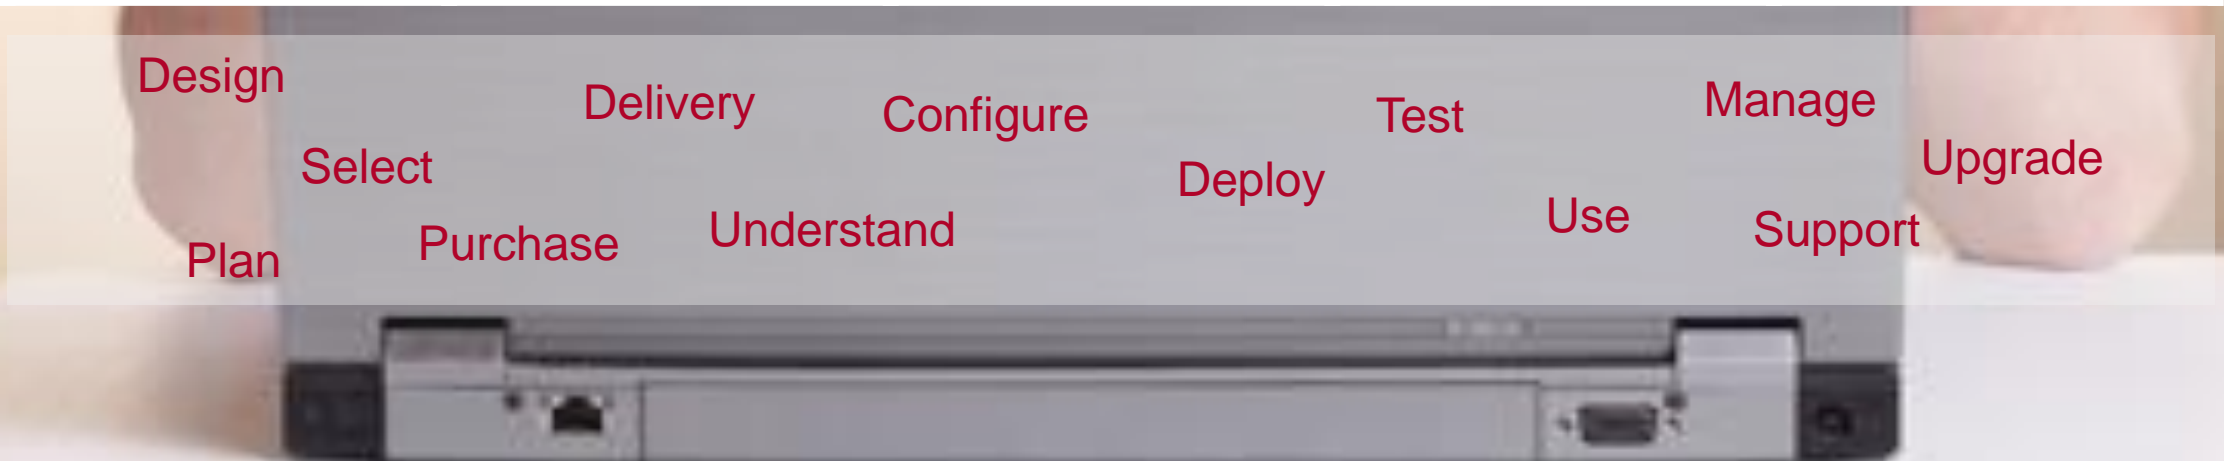 Design
Plan
Select
Purchase
Delivery
Understand
Configure
Deploy
Test
Use
Manage
Support
Upgrade